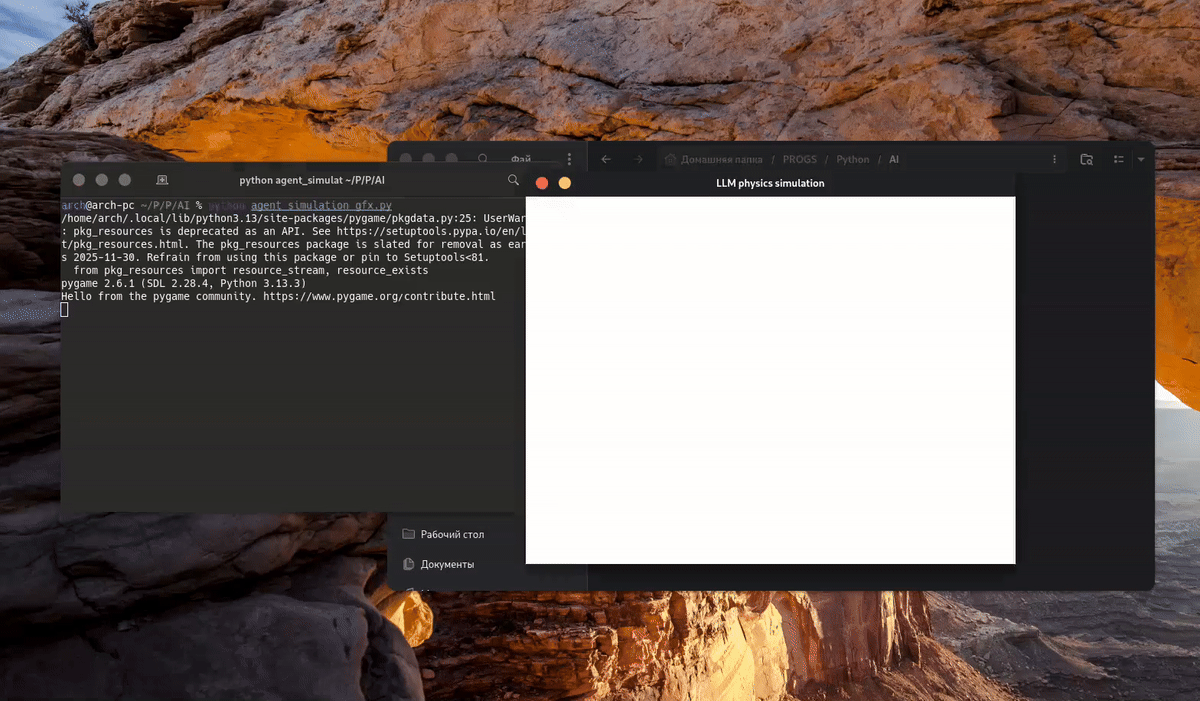 Фай
Домашнее папка / PROGS / Python / AI
python agent_simulat ~/P/P/AI
LLM physics simulation
arch@arch-pc ~/P/P/AI % python agent_simulation_gfx.py
/home/arch/.local/lib/python3.13/site-packages/pygame/pkgdata.py:25: UserWar
: pkg_resources is deprecated as an API. See https://setuptools.pypa.io/en/l
t/pkg_resources.html. The pkg_resources package is slated for removal as ear
s 2025-11-30. Refrain from using this package or pin to Setuptools<81.
from pkg_resources import resource_stream, resource_exists
pygame 2.6.1 (SDL 2.28.4, Python 3.13.3)
Hello from the pygame community. https://www.pygame.org/contribute.html
Рабочий стол
Документы